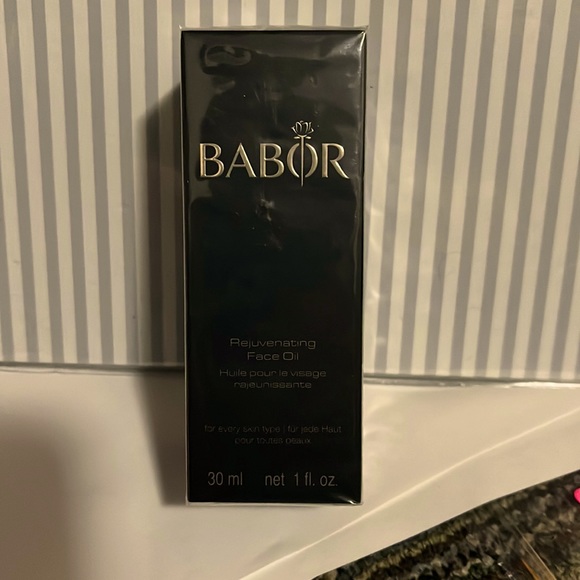 BABOR
Rejuvenating
Face Oil
Huile pour le visage
rajeunissante
for every skin type | für jede Haut
pour toutes peaux
30 ml net 1 fl. oz.